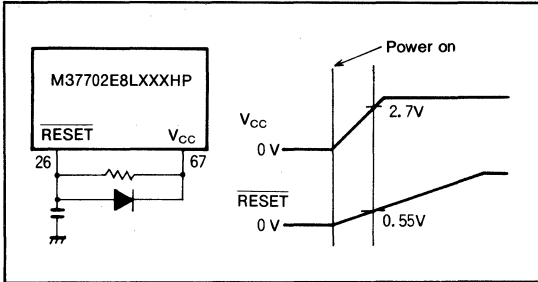 Power on
M37702E8LXXXHP
RESET
VCC
26
67
VCC
2.7V
0 V
RESET
0 V
0.55V